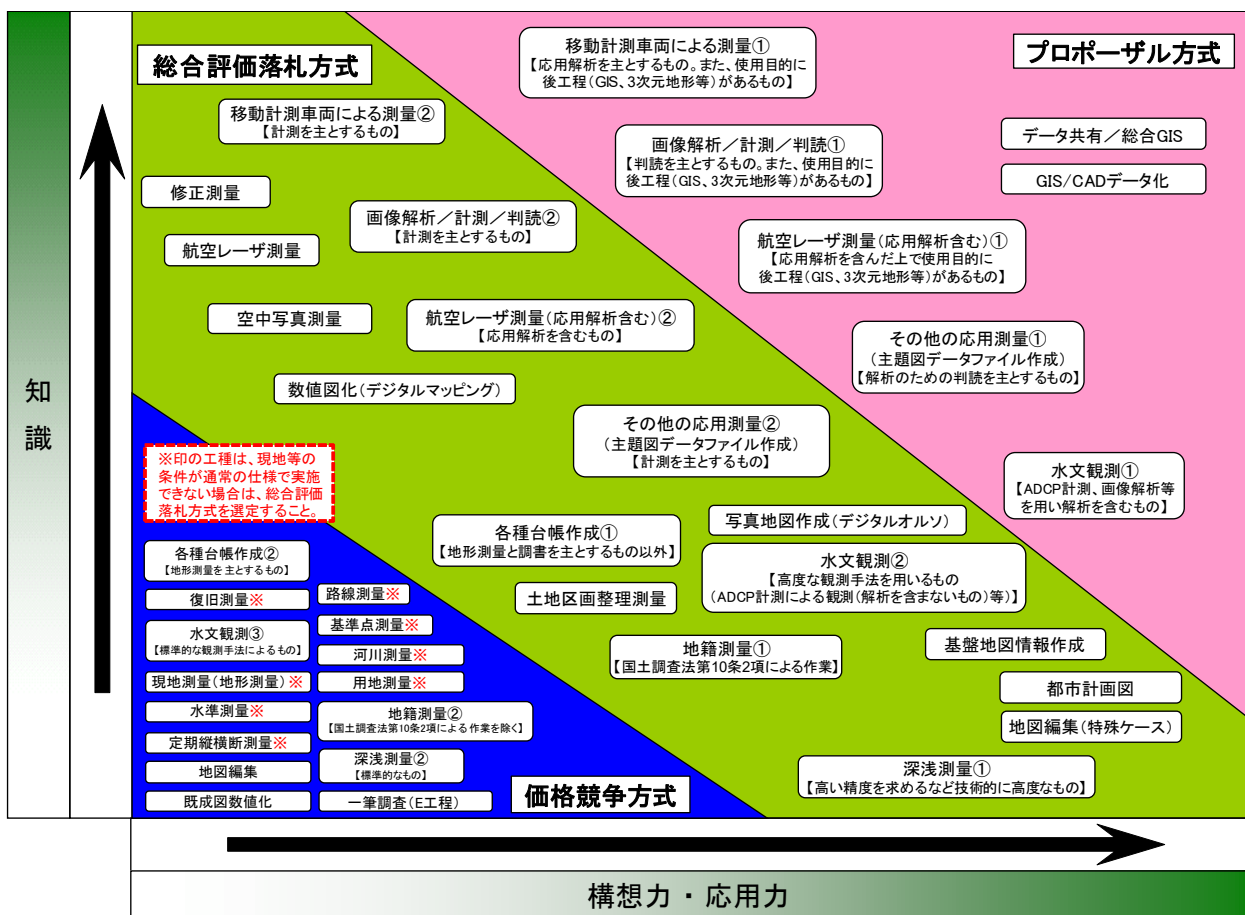 総合評価落札方式
プロポーザル方式
移動計測車両による測量①
【応用解析を主とするもの。また、使用目的に
後工程(GIS、3次元地形等)があるもの】
移動計測車両による測量②
【計測を主とするもの】
画像解析/計測/判読①
【判読を主とするもの。また、使用目的に
後工程(GIS、3次元地形等)があるもの】
データ共有/総合GIS
GIS/CADデータ化
修正測量
画像解析/計測/判読②
【計測を主とするもの】
航空レーザ測量
航空レーザ測量(応用解析含む)①
【応用解析を含んだ上で使用目的に
後工程(GIS、3次元地形等)があるもの】
空中写真測量
航空レーザ測量(応用解析含む)②
【応用解析を含むもの】
その他の応用測量①
(主題図データファイル作成)
【解析のための判読を主とするもの】
数値図化(デジタルマッピング)
その他の応用測量②
(主題図データファイル作成)
【計測を主とするもの】
水文観測①
【ADCP計測、画像解析等
を用い解析を含むもの】
知
識
※印の工種は、現地等の
条件が通常の仕様で実施
できない場合は、総合評価
落札方式を選定すること。
各種台帳作成①
【地形測量と調書を主とするもの以外】
写真地図作成(デジタルオルソ)
水文観測②
【高度な観測手法を用いるもの
(ADCP計測による観測(解析を含まないもの)等)】
土地区画整理測量
地籍測量①
【国土調査法第10条2項による作業】
基盤地図情報作成
都市計画図
地図編集(特殊ケース)
深浅測量①
【高い精度を求めるなど技術的に高度なもの】
各種台帳作成②
【地形測量を主とするもの】
復旧測量※
水文観測③
【標準的な観測手法によるもの】
現地測量(地形測量)※
水準測量※
定期縦横断測量※
地図編集
既成図数値化
路線測量※
基準点測量※
河川測量※
用地測量※
地籍測量②
【国土調査法第10条2項による作業を除く】
深浅測量②
【標準的なもの】
一筆調査(E工程)
価格競争方式
構想力・応用力